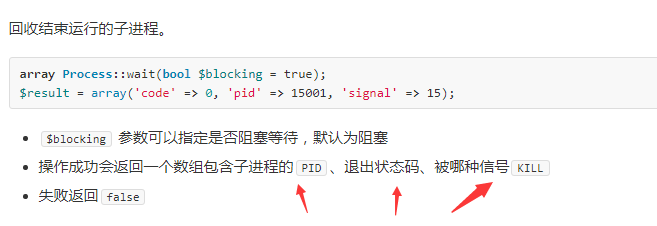 回收结束运行的子进程。
array Process::wait(bool $blocking = true);
$result = array('code' => 0, 'pid' => 15001, 'signal' => 15);
$blocking 参数可以指定是否阻塞等待，默认为阻塞
操作成功会返回一个数组包含子进程的 PID 、退出状态码、被哪种信号 KILL
失败返回 false